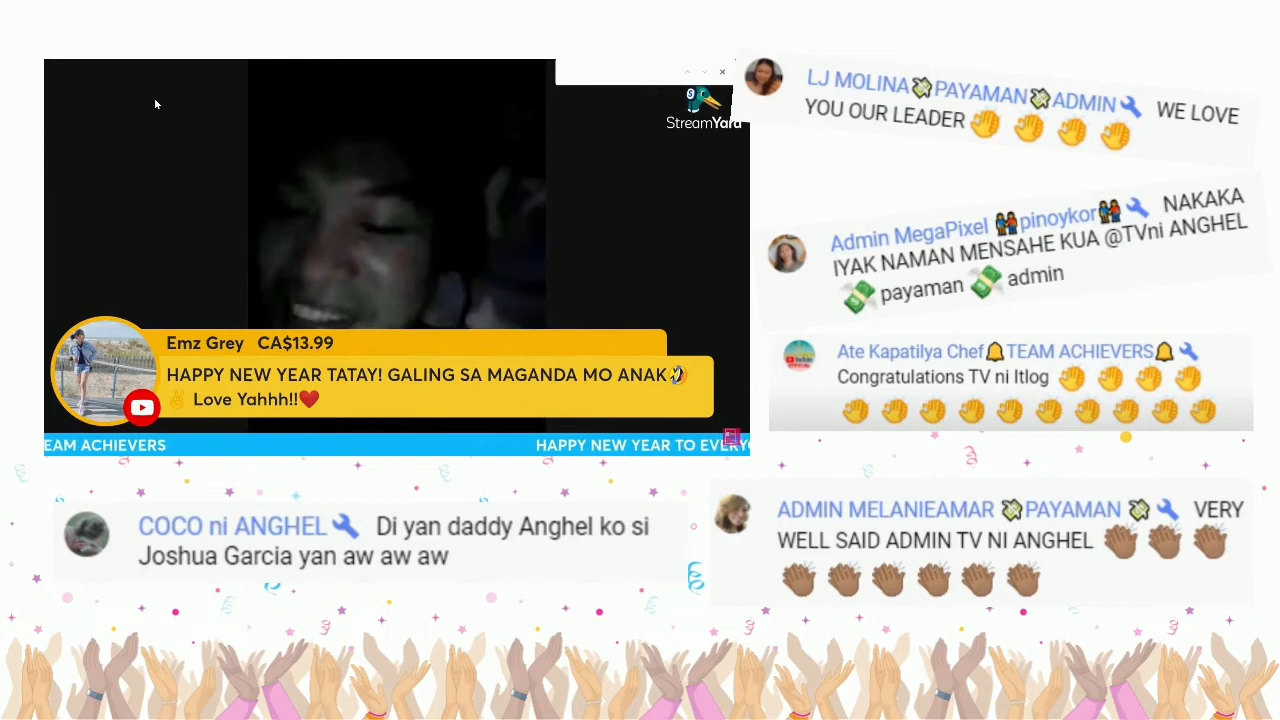 StreamYard
Emz Grey CA$13.99
HAPPY NEW YEAR TATAY! GALING SA MAGANDA MO ANAK🤣
✌️ Love Yahhh!!❤️
EAM ACHIEVERS HAPPY NEW YEAR TO EVERYO
LJ MOLINA💸PAYAMAN💸ADMIN🔧 WE LOVE
YOU OUR LEADER👏 👏 👏 👏
Admin MegaPixel 👭pinoykor👭🔧 NAKAKA
IYAK NAMAN MENSAHE KUA @TVni ANGHEL
💸 payaman 💸 admin
Ate Kapatilya Chef🔔TEAM ACHIEVERS🔔🔧
Congratulations TV ni Itlog 👏 👏 👏 👏
👏 👏 👏 👏 👏 👏 👏 👏 👏 👏
COCO ni ANGHEL🔧 Di yan daddy Anghel ko si
Joshua Garcia yan aw aw aw
ADMIN MELANIEAMAR 💸PAYAMAN 💸🔧 VERY
WELL SAID ADMIN TV NI ANGHEL 👏🏾 👏🏾 👏🏾
👏🏾 👏🏾 👏🏾 👏🏾 👏🏾 👏🏾